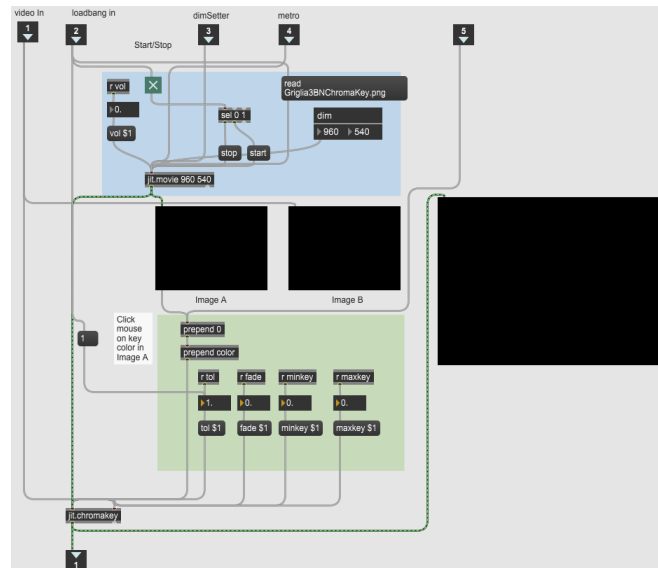 video In
loadbang in
dimSetter
metro
1
2
3
4
5
Start/Stop
r vol
0.
vol $1
sel 0 1
stop
start
read
Griglia3BNChromaKey.png
dim
960
540
jit.movie 960 540
Image A
Image B
Click
mouse
on key
color in
Image A
1
prepend 0
prepend color
r tol
r fade
r minkey
r maxkey
1.
0.
0.
0.
tol $1
fade $1
minkey $1
maxkey $1
jit.chromakey
1